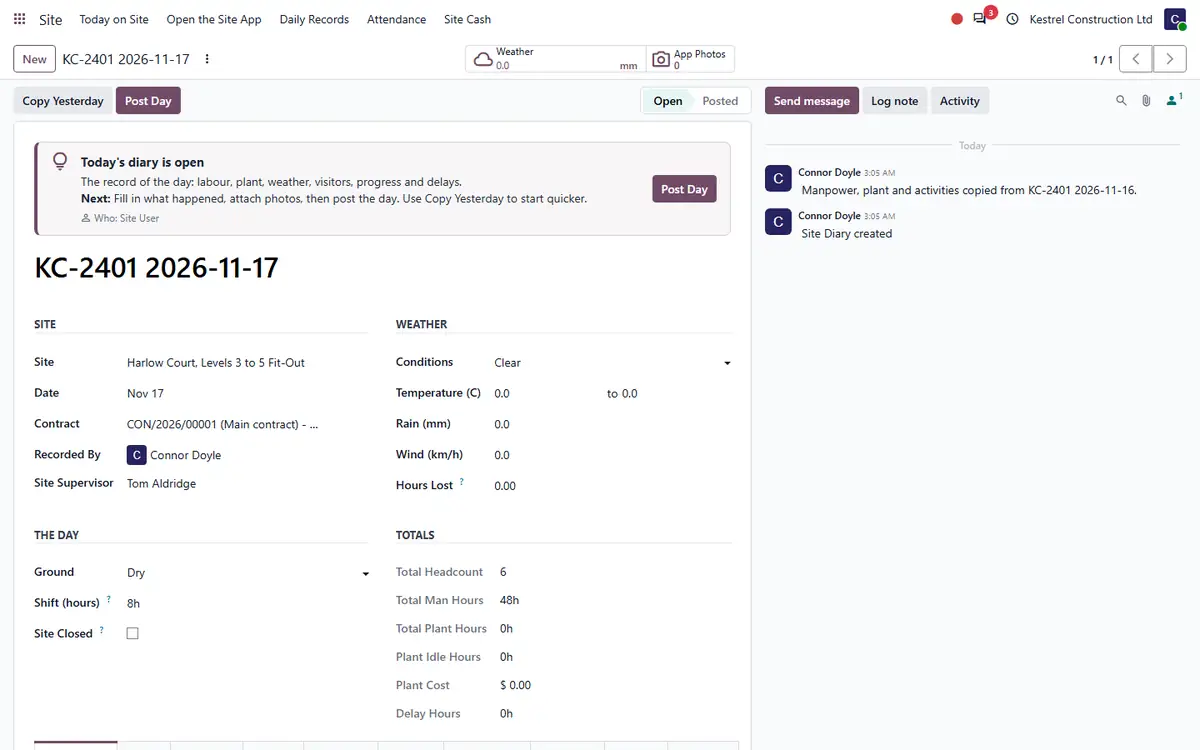 Site Today on Site Open the Site App Daily Records Attendance Site Cash 3 Kestrel Construction Ltd C
New KC-2401 2026-11-17 Weather 0.0 mm App Photos 0 1 / 1
Copy Yesterday Post Day Open Posted Send message Log note Activity 1
Today's diary is open
The record of the day: labour, plant, weather, visitors, progress and delays.
Next: Fill in what happened, attach photos, then post the day. Use Copy Yesterday to start quicker.
Who: Site User
Post Day
KC-2401 2026-11-17
SITE
Site Harlow Court, Levels 3 to 5 Fit-Out
Date Nov 17
Contract CON/2026/00001 (Main contract) - ...
Recorded By C Connor Doyle
Site Supervisor Tom Aldridge
WEATHER
Conditions Clear
Temperature (C) 0.0 to 0.0
Rain (mm) 0.0
Wind (km/h) 0.0
Hours Lost ? 0.00
THE DAY
Ground Dry
Shift (hours) ? 8h
Site Closed ?
TOTALS
Total Headcount 6
Total Man Hours 48h
Total Plant Hours 0h
Plant Idle Hours 0h
Plant Cost $ 0.00
Delay Hours 0h
Today
C Connor Doyle 3:05 AM
Manpower, plant and activities copied from KC-2401 2026-11-16.
C Connor Doyle 3:05 AM
Site Diary created